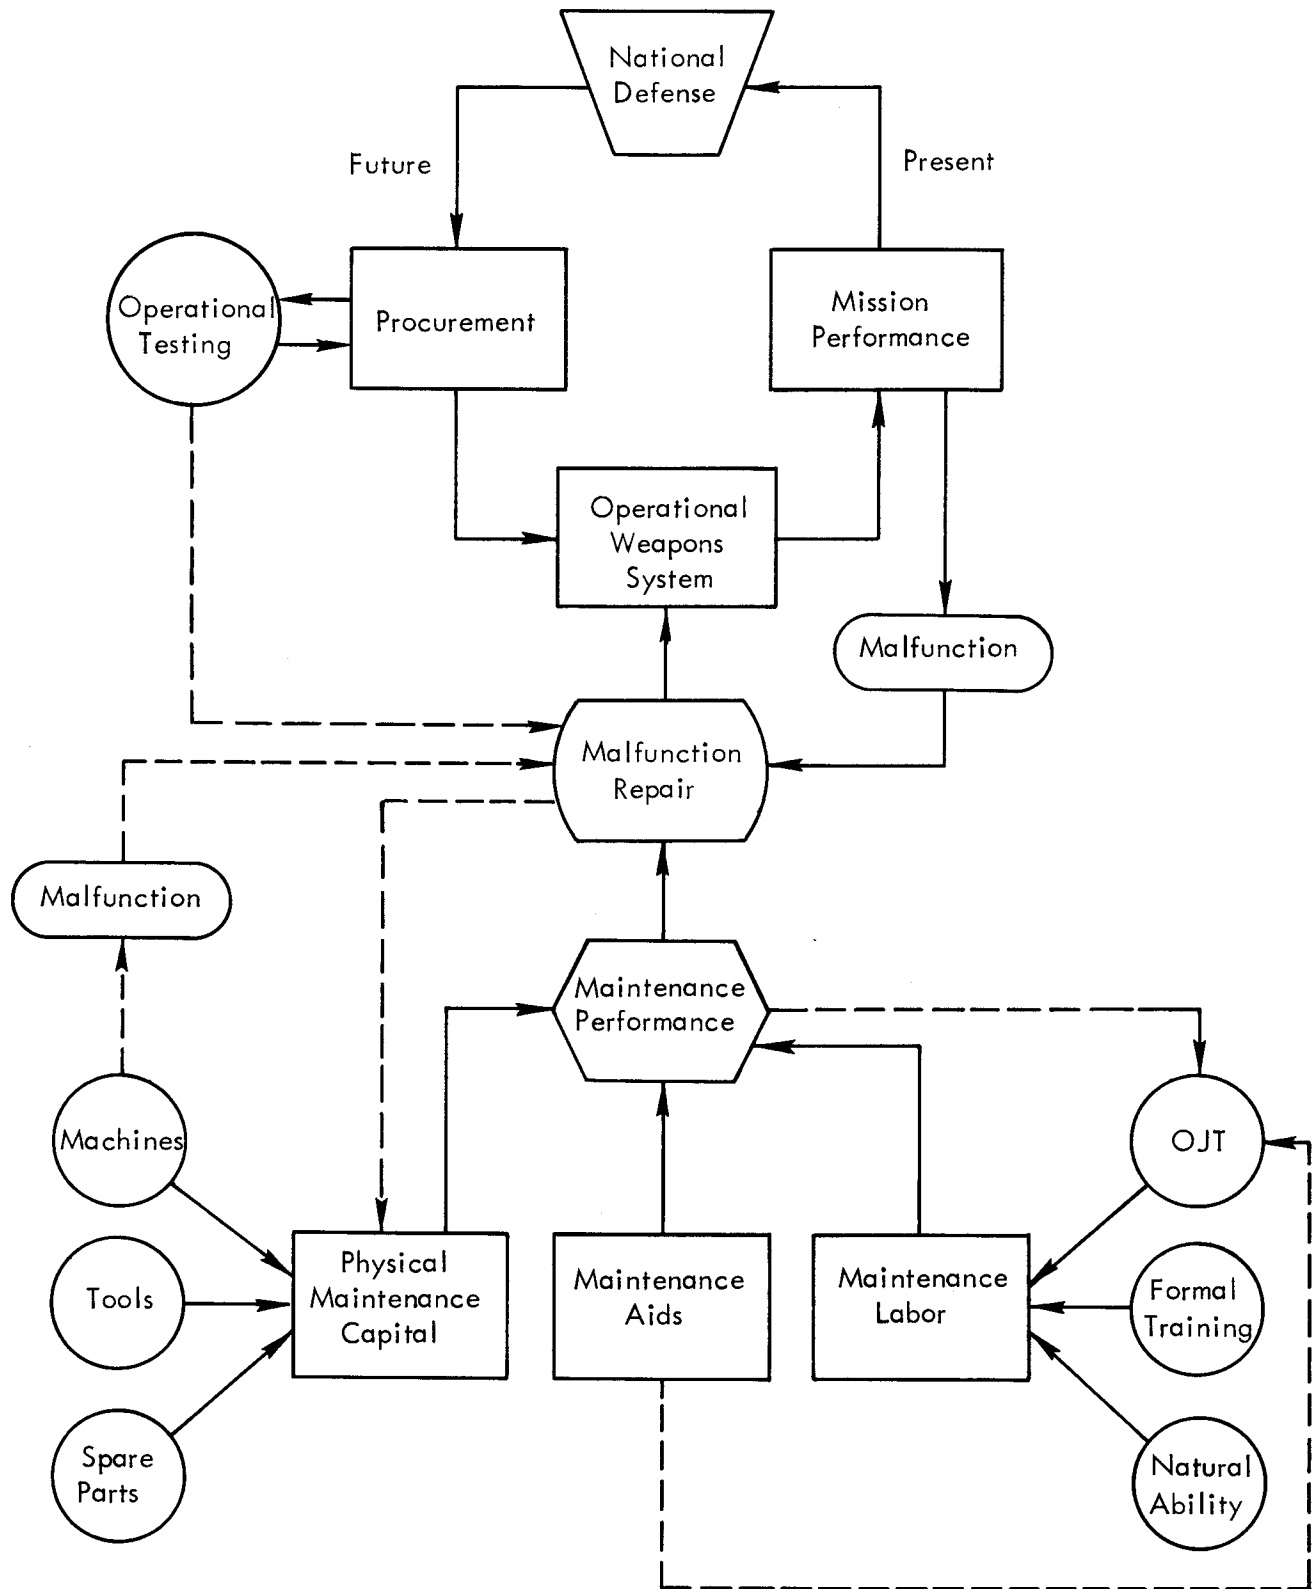 National
Defense
Future
Present
Operational
Testing
Procurement
Mission
Performance
Operational
Weapons
System
Malfunction
Malfunction
Repair
Malfunction
Maintenance
Performance
Machines
OJT
Physical
Maintenance
Capital
Tools
Maintenance
Aids
Maintenance
Labor
Formal
Training
Spare
Parts
Natural
Ability